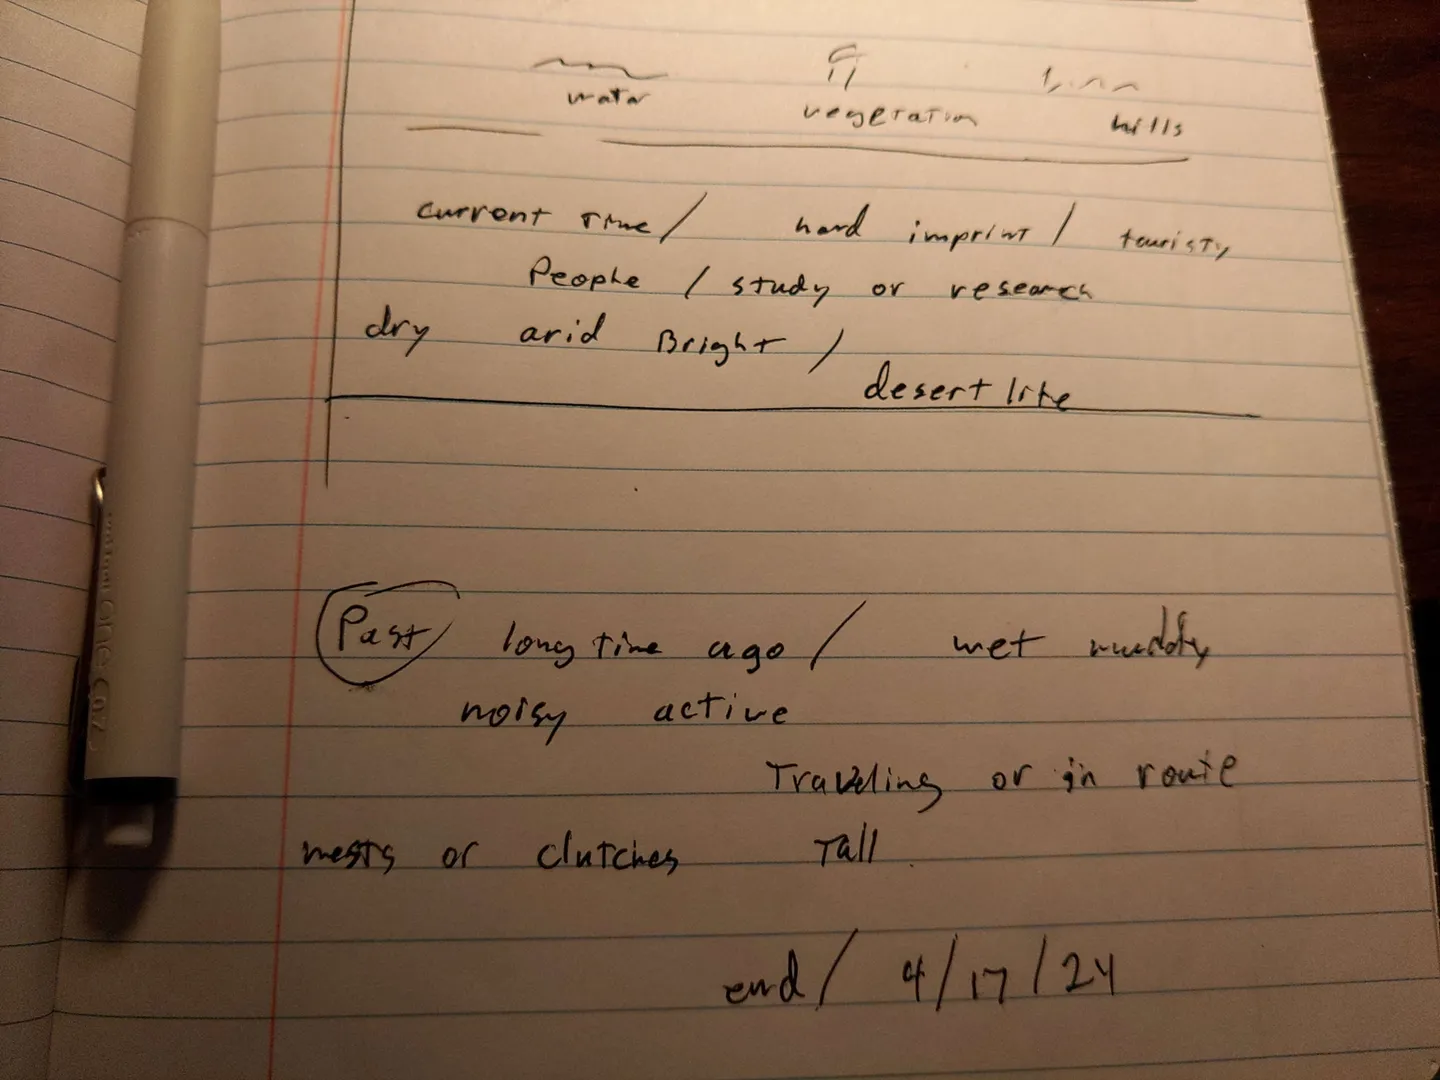 water vegetation hills
current Time / hard imprint / touristy
People / study or research
dry arid Bright /
desert like
Past long time ago / wet muddy
noisy active
Traveling or in route
nests or clutches Tall
end / 4/17/24